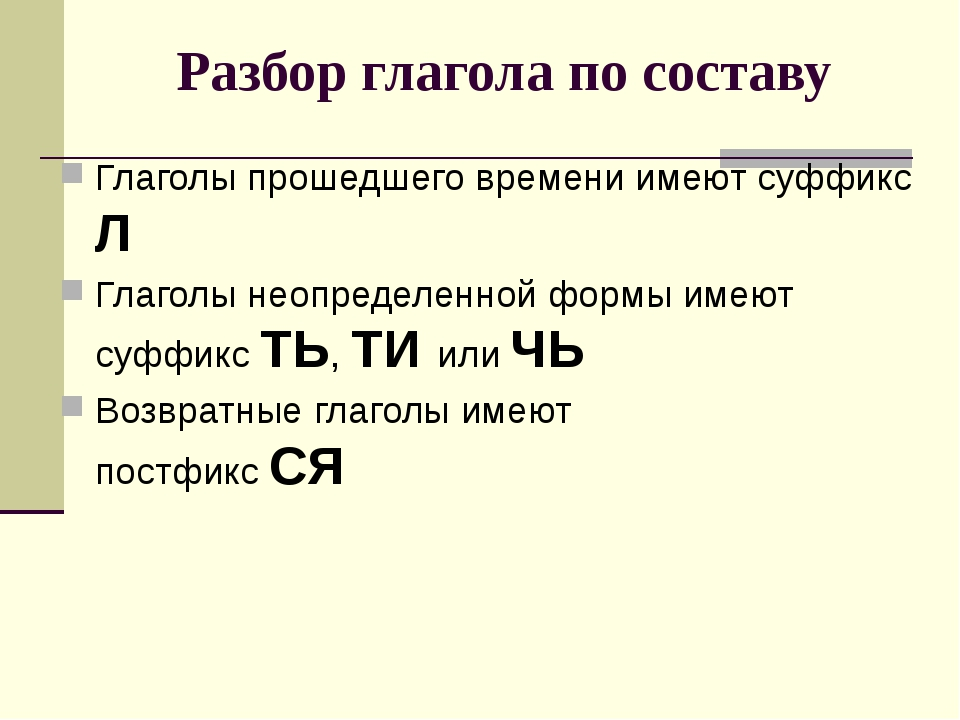 Разбор глагола по составу
Глаголы прошедшего времени имеют суффикс
Л
Глаголы неопределенной формы имеют
суффикс ТЬ, ТИ или ЧЬ
Возвратные глаголы имеют
постфикс СЯ